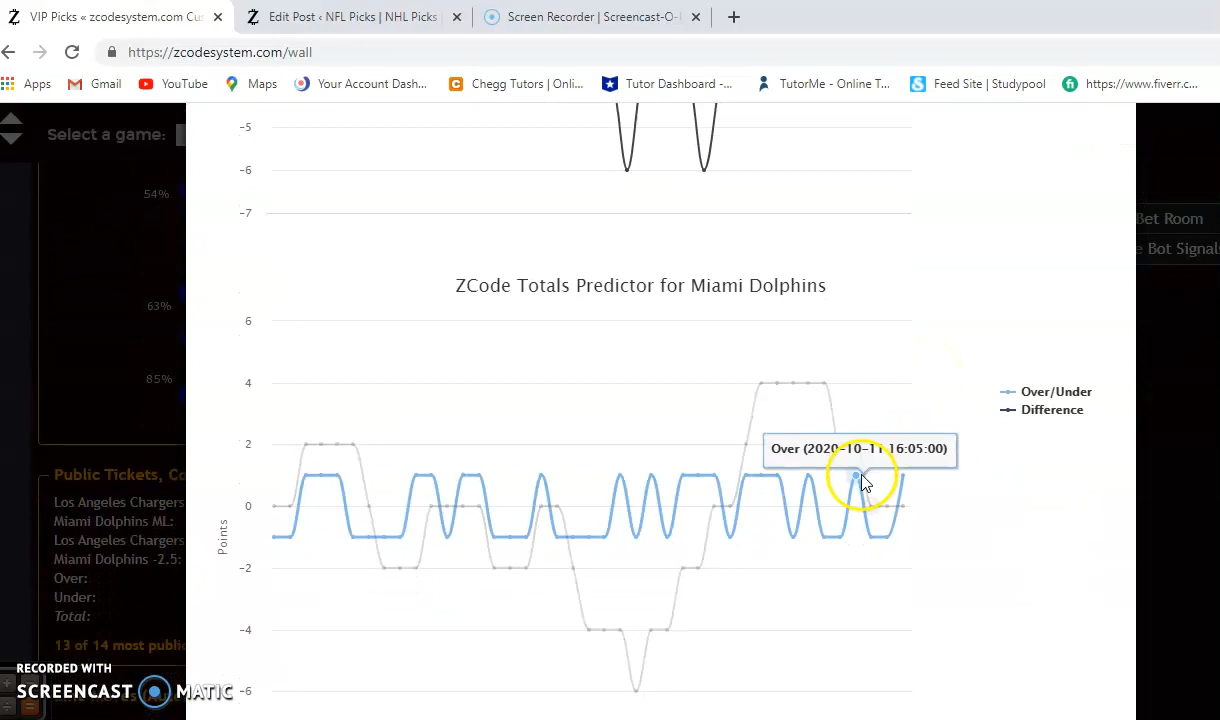 VIP Picks « zcodesystem.com Cus
Edit Post ‹ NFL Picks | NHL Picks |
Screen Recorder | Screencast-O-
https://zcodesystem.com/wall
Apps
Gmail
YouTube
Maps
Your Account Dash...
Chegg Tutors | Onli...
Tutor Dashboard -...
TutorMe - Online T...
Feed Site | Studypool
https://www.fiverr.c...
Select a game:
-5
-6
-7
54%
63%
85%
Bet Room
e Bot Signals
ZCode Totals Predictor for Miami Dolphins
6
4
2
0
-2
-4
-6
Points
Over/Under
Difference
Over (2020-10-11 16:05:00)
Public Tickets, Co
Los Angeles Chargers
Miami Dolphins ML:
Los Angeles Chargers
Miami Dolphins -2.5:
Over:
Under:
Total:
13 of 14 most public
RECORDED WITH
SCREENCAST MATIC